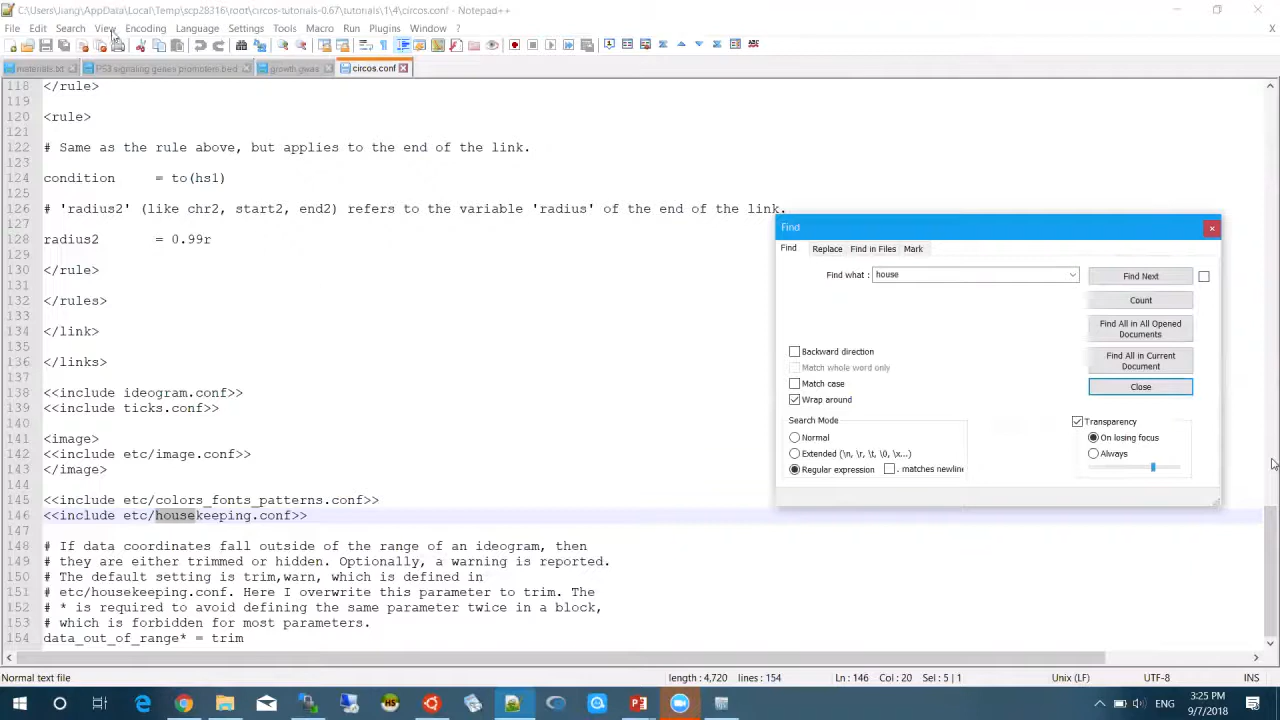 C:\Users\Jiang\AppData\Local\Temp\scp28316\root\circos-tutorials-0.67\tutorials\1\4\circos.conf - Notepad++
File Edit Search View Encoding Language Settings Tools Macro Run Plugins Window ? X
materials.txt PS3 signaling genes promoters.bed growth gwas circos.conf
118 </rule>
119
120 <rule>
121
122 # Same as the rule above, but applies to the end of the link.
123
124 condition = to(hs1)
125
126 # 'radius2' (like chr2, start2, end2) refers to the variable 'radius' of the end of the link.
127
128 radius2 = 0.99r
129
130 </rule>
131
132 </rules>
133
134 </link>
135
136 </links>
137
138 <<include ideogram.conf>>
139 <<include ticks.conf>>
140
141 <image>
142 <<include etc/image.conf>>
143 </image>
144
145 <<include etc/colors_fonts_patterns.conf>>
146 <<include etc/housekeeping.conf>>
147
148 # If data coordinates fall outside of the range of an ideogram, then
149 # they are either trimmed or hidden. Optionally, a warning is reported.
150 # The default setting is trim,warn, which is defined in
151 # etc/housekeeping.conf. Here I overwrite this parameter to trim. The
152 # * is required to avoid defining the same parameter twice in a block,
153 # which is forbidden for most parameters.
154 data_out_of_range* = trim
Find
Find Replace Find in Files Mark
Find what : house
Find Next
Count
Find All in All Opened
Documents
Find All in Current
Document
Close
Backward direction
Match whole word only
Match case
Wrap around
Search Mode
Normal
Extended (\n, \r, \t, \0, \x...)
Regular expression . matches newline
Transparency
On losing focus
Always
Normal text file length : 4,720 lines : 154 Ln : 146 Col : 20 Sel : 5 | 1 Unix (LF) UTF-8 INS
ENG
3:25 PM
9/7/2018